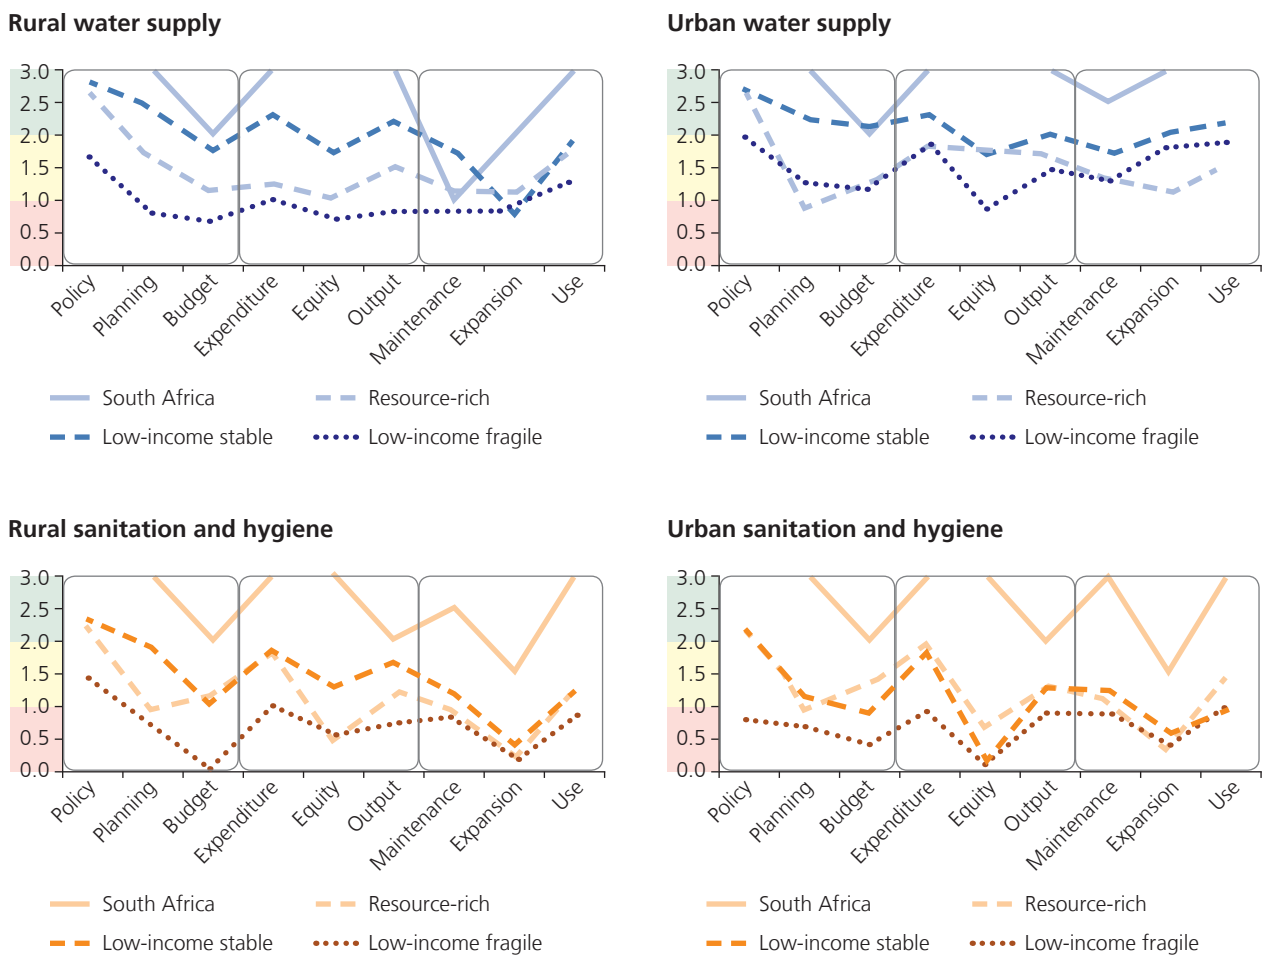 Rural water supply
3.0
2.5
2.0
1.5
1.0
0.5
0.0
Policy
Planning
Budget
Expenditure
Equity
Output
Maintenance
Expansion
Use
South Africa
Resource-rich
Low-income stable
Low-income fragile
Urban water supply
3.0
2.5
2.0
1.5
1.0
0.5
0.0
Policy
Planning
Budget
Expenditure
Equity
Output
Maintenance
Expansion
Use
South Africa
Resource-rich
Low-income stable
Low-income fragile
Rural sanitation and hygiene
3.0
2.5
2.0
1.5
1.0
0.5
0.0
Policy
Planning
Budget
Expenditure
Equity
Output
Maintenance
Expansion
Use
South Africa
Resource-rich
Low-income stable
Low-income fragile
Urban sanitation and hygiene
3.0
2.5
2.0
1.5
1.0
0.5
0.0
Policy
Planning
Budget
Expenditure
Equity
Output
Maintenance
Expansion
Use
South Africa
Resource-rich
Low-income stable
Low-income fragile